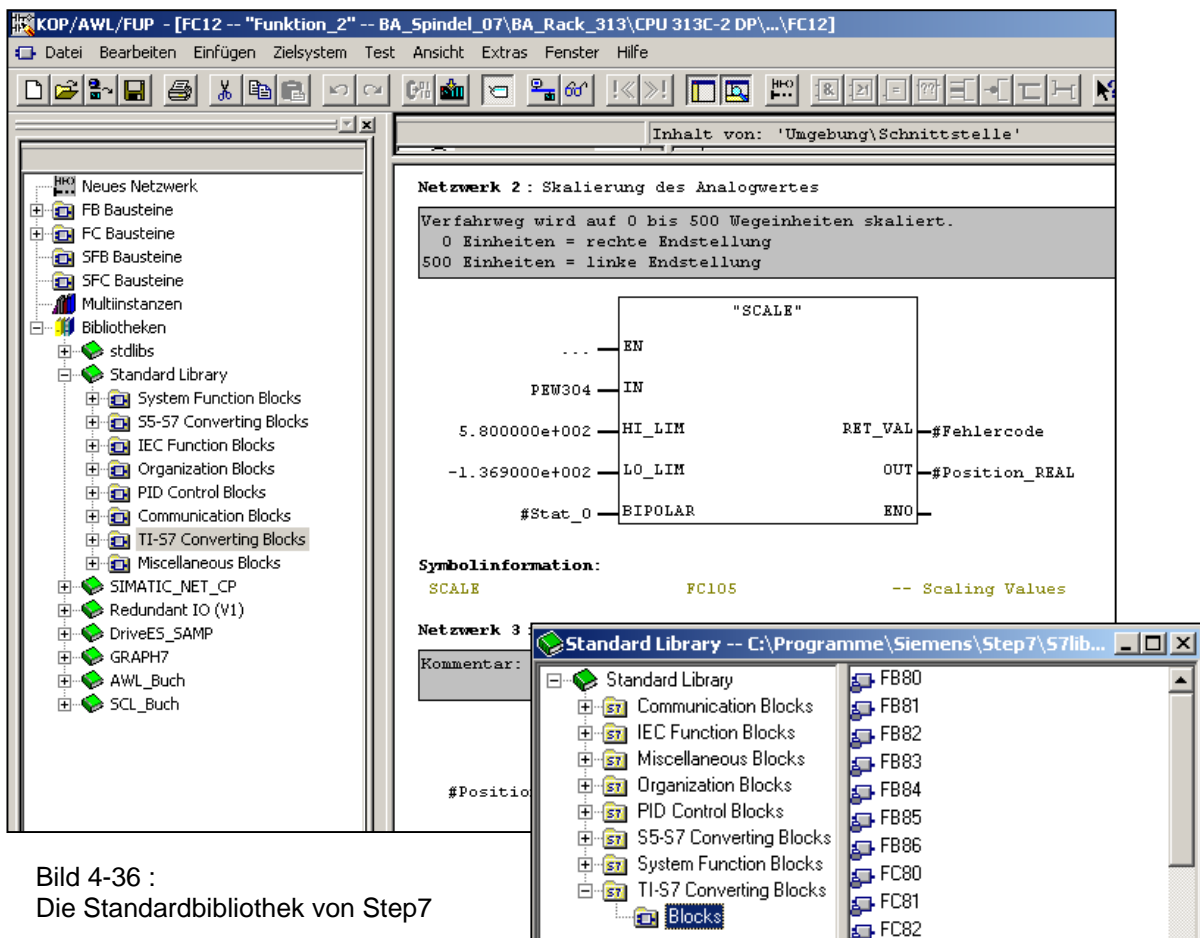 KOP/AWL/FUP - [FC12 -- "Funktion_2" -- BA_Spindel_07\BA_Rack_313\CPU 313C-2 DP\...\FC12]
Datei Bearbeiten Einfügen Zielsystem Test Ansicht Extras Fenster Hilfe
Inhalt von: 'Umgebung\Schnittstelle'
Neues Netzwerk
FB Bausteine
FC Bausteine
SFB Bausteine
SFC Bausteine
Multiinstanzen
Bibliotheken
stdlibs
Standard Library
System Function Blocks
S5-S7 Converting Blocks
IEC Function Blocks
Organization Blocks
PID Control Blocks
Communication Blocks
TI-S7 Converting Blocks
Miscellaneous Blocks
SIMATIC_NET_CP
Redundant IO (V1)
DriveES_SAMP
GRAPH7
AWL_Buch
SCL_Buch
Netzwerk 2 : Skalierung des Analogwertes
Verfahrweg wird auf 0 bis 500 Wegeinheiten skaliert.
0 Einheiten = rechte Endstellung
500 Einheiten = linke Endstellung
"SCALE"
... EN
PEW304 IN
5.800000e+002 HI_LIM RET_VAL #Fehlercode
-1.369000e+002 LO_LIM OUT #Position_REAL
#Stat_0 BIPOLAR ENO
Symbolinformation:
SCALE FC105 -- Scaling Values
Netzwerk 3 :
Kommentar:
#Positio
Standard Library -- C:\Programme\Siemens\Step7\S7lib...
Standard Library
Communication Blocks
IEC Function Blocks
Miscellaneous Blocks
Organization Blocks
PID Control Blocks
S5-S7 Converting Blocks
System Function Blocks
TI-S7 Converting Blocks
Blocks
FB80
FB81
FB82
FB83
FB84
FB85
FB86
FC80
FC81
FC82
Bild 4-36 :
Die Standardbibliothek von Step7